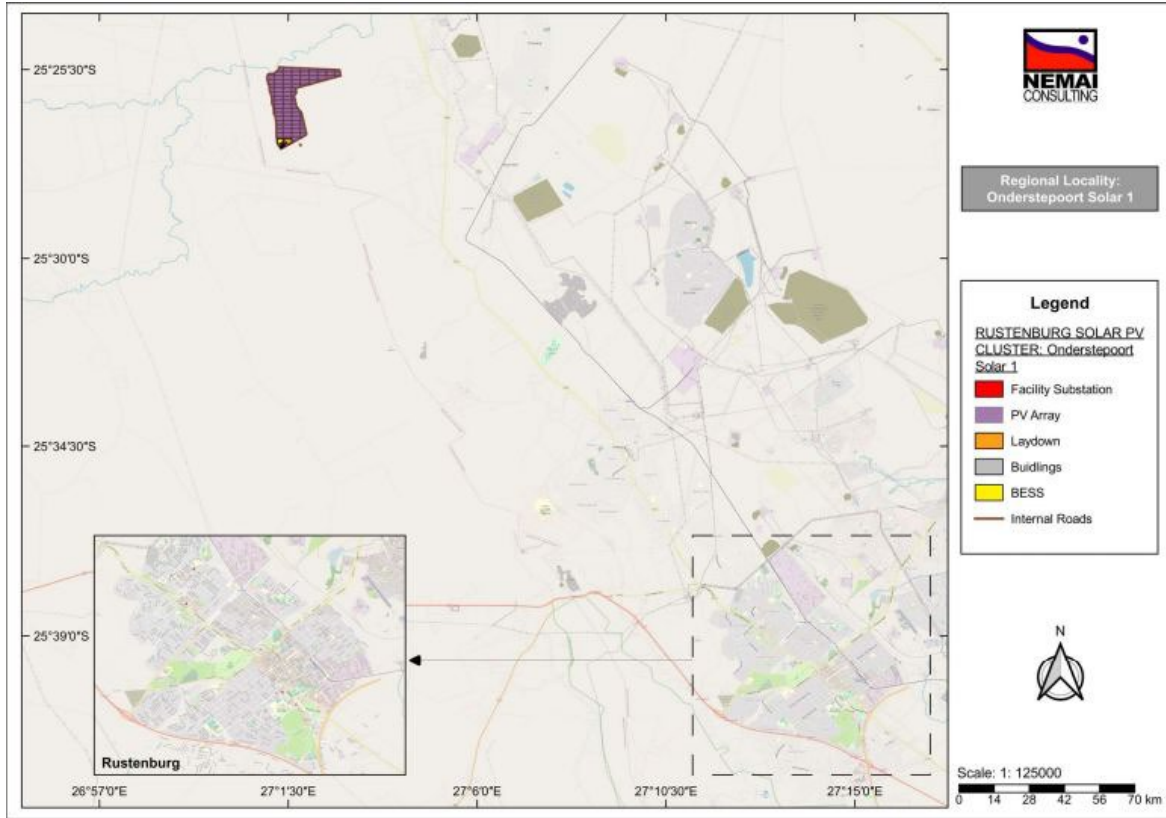 25°25'30"S
25°30'0"S
25°34'30"S
25°39'0"S
Rustenburg
26°57'0"E
27°1'30"E
27°6'0"E
27°10'30"E
27°15'0"E
NEMAI
CONSULTING
Regional Locality:
Onderstepoort Solar 1
Legend
RUSTENBURG SOLAR PV
CLUSTER: Onderstepoort
Solar 1
Facility Substation
PV Array
Laydown
Buidlings
BESS
Internal Roads
N
Scale: 1: 125000
0 14 28 42 56 70 km